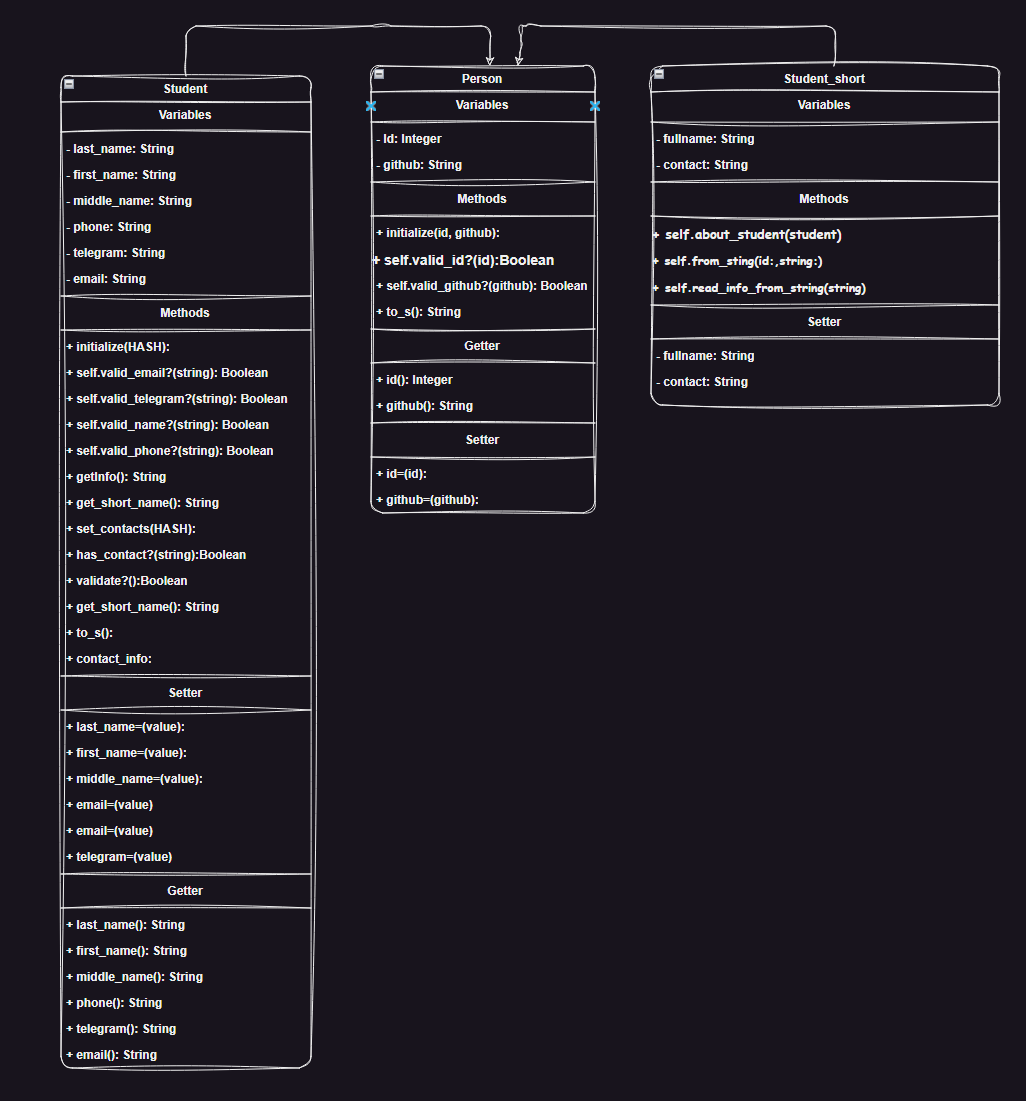 Student
Variables
- last_name: String
- first_name: String
- middle_name: String
- phone: String
- telegram: String
- email: String
Methods
+ initialize(HASH):
+ self.valid_email?(string): Boolean
+ self.valid_telegram?(string): Boolean
+ self.valid_name?(string): Boolean
+ self.valid_phone?(string): Boolean
+ getInfo(): String
+ get_short_name(): String
+ set_contacts(HASH):
+ has_contact?(string):Boolean
+ validate?():Boolean
+ get_short_name(): String
+ to_s():
+ contact_info:
Setter
+ last_name=(value):
+ first_name=(value):
+ middle_name=(value):
+ email=(value)
+ email=(value)
+ telegram=(value)
Getter
+ last_name(): String
+ first_name(): String
+ middle_name(): String
+ phone(): String
+ telegram(): String
+ email(): String
Person
Variables
- Id: Integer
- github: String
Methods
+ initialize(id, github):
+ self.valid_id?(id):Boolean
+ self.valid_github?(github): Boolean
+ to_s(): String
Getter
+ id(): Integer
+ github(): String
Setter
+ id=(id):
+ github=(github):
Student_short
Variables
- fullname: String
- contact: String
Methods
+ self.about_student(student)
+ self.from_sting(id:,string:)
+ self.read_info_from_string(string)
Setter
- fullname: String
- contact: String